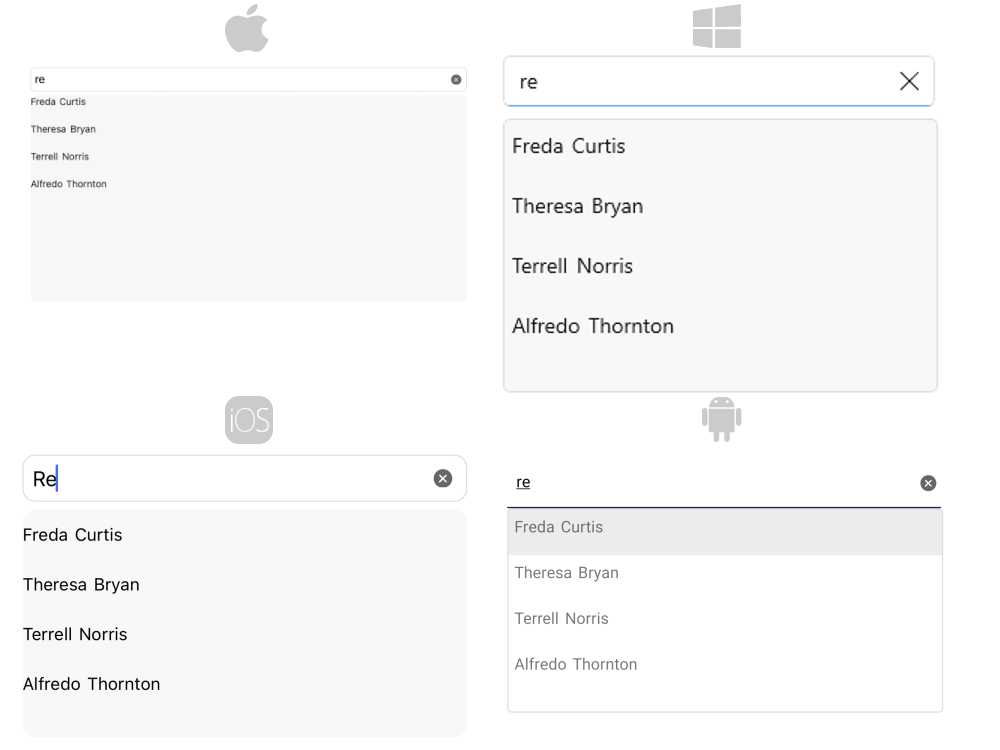 re
Freda Curtis
Theresa Bryan
Terrell Norris
Alfredo Thornton
re
Freda Curtis
Theresa Bryan
Terrell Norris
Alfredo Thornton
iOS
Re
Freda Curtis
Theresa Bryan
Terrell Norris
Alfredo Thornton
re
Freda Curtis
Theresa Bryan
Terrell Norris
Alfredo Thornton